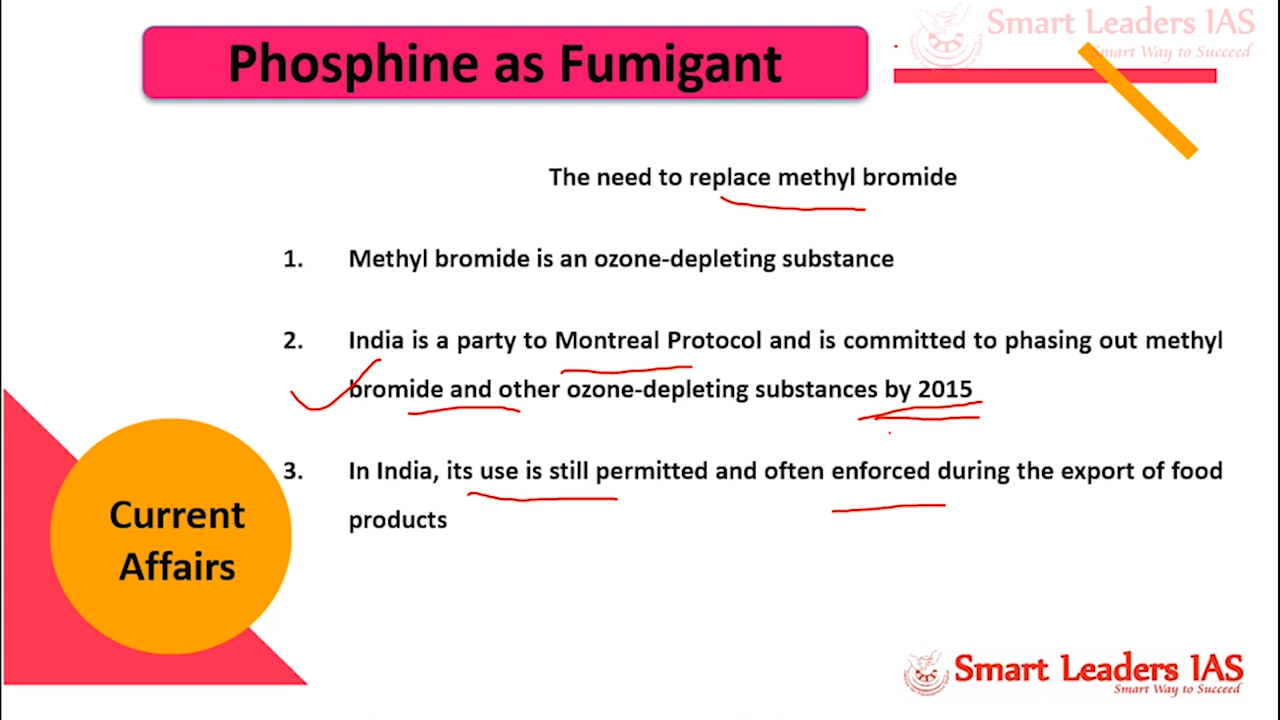 Smart Leaders IAS
Smart Way to Succeed
Phosphine as Fumigant
The need to replace methyl bromide
1. Methyl bromide is an ozone-depleting substance
2. India is a party to Montreal Protocol and is committed to phasing out methyl
bromide and other ozone-depleting substances by 2015
3. In India, its use is still permitted and often enforced during the export of food
products
Current
Affairs
Smart Leaders IAS
Smart Way to Succeed